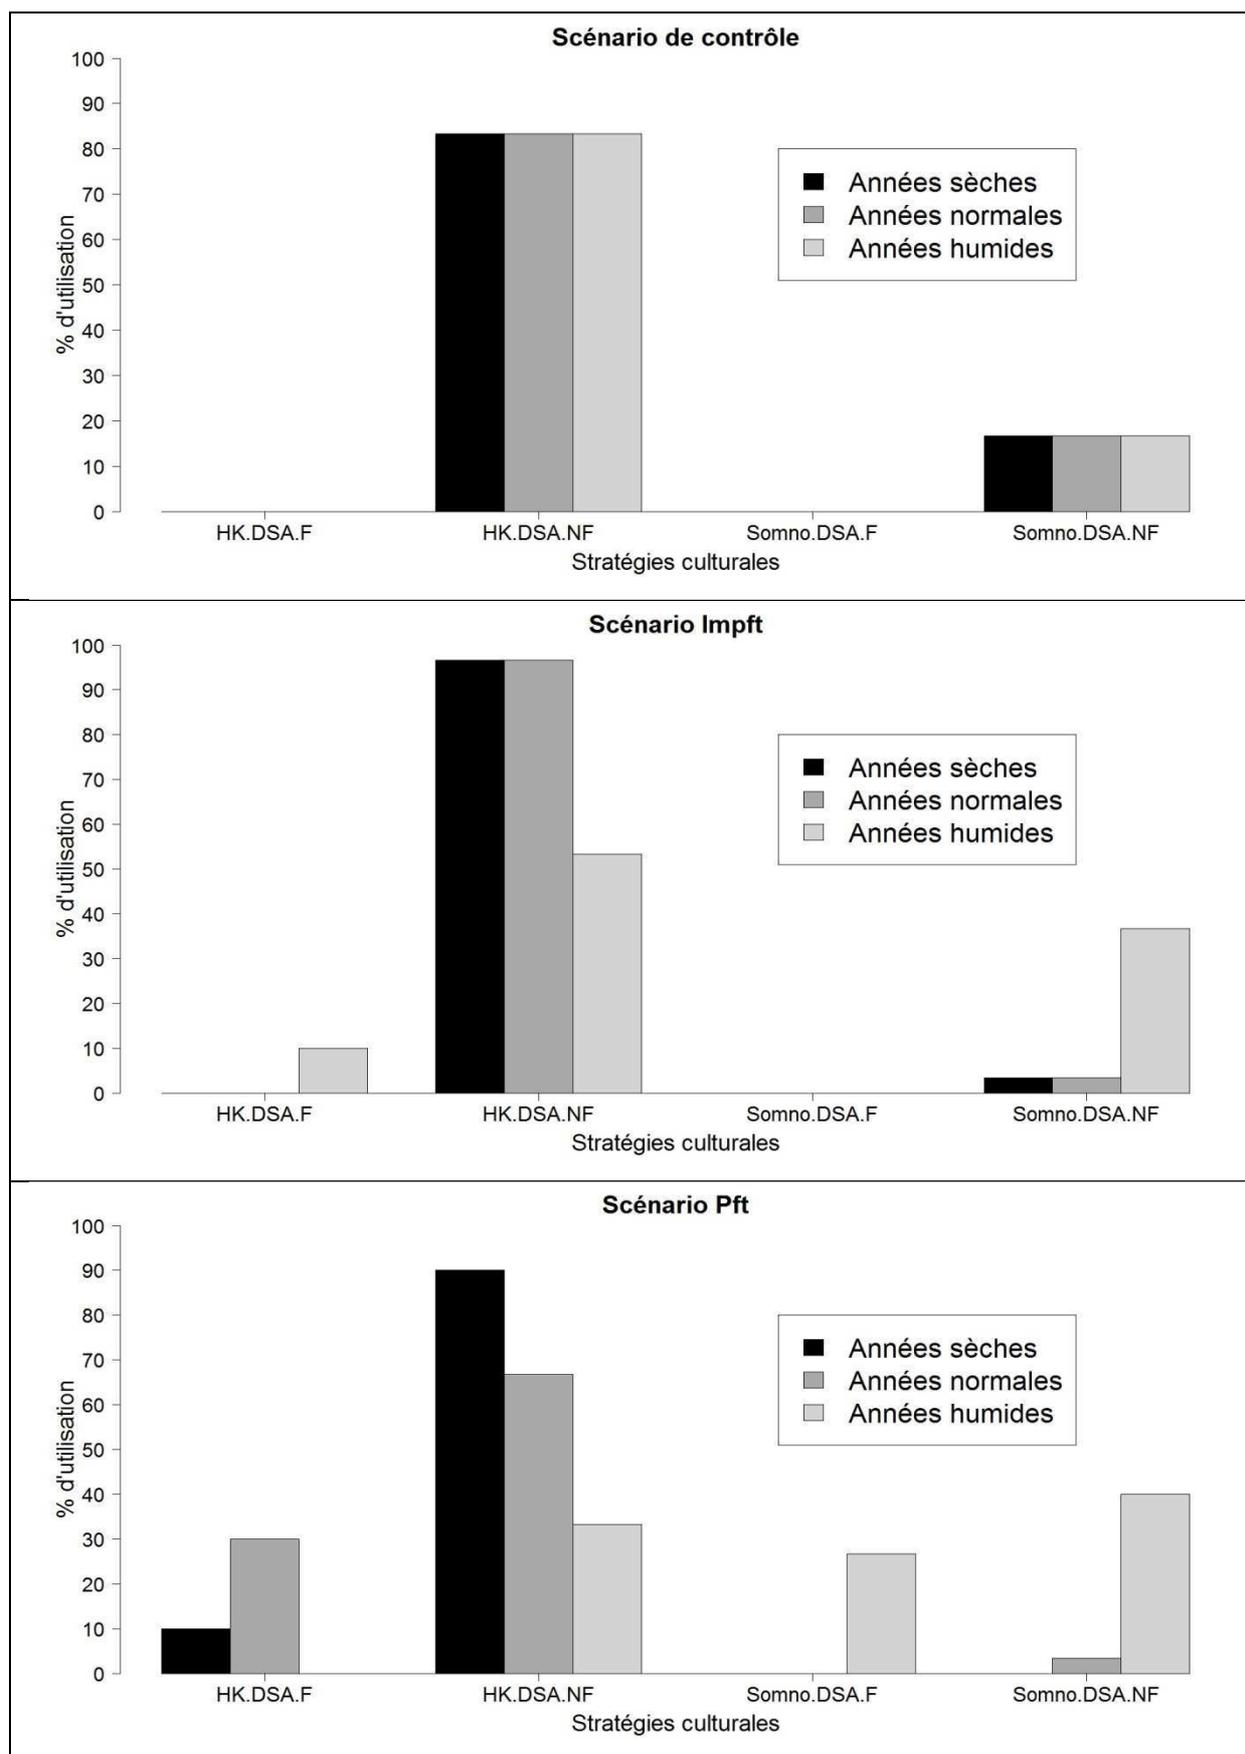 Scénario de contrôle
100
90
80
70
60
50
40
30
20
10
0
% d'utilisation
Années sèches
Années normales
Années humides
HK.DSA.F HK.DSA.NF Somno.DSA.F Somno.DSA.NF
Stratégies culturales
Scénario Impft
100
90
80
70
60
50
40
30
20
10
0
% d'utilisation
Années sèches
Années normales
Années humides
HK.DSA.F HK.DSA.NF Somno.DSA.F Somno.DSA.NF
Stratégies culturales
Scénario Pft
100
90
80
70
60
50
40
30
20
10
0
% d'utilisation
Années sèches
Années normales
Années humides
HK.DSA.F HK.DSA.NF Somno.DSA.F Somno.DSA.NF
Stratégies culturales